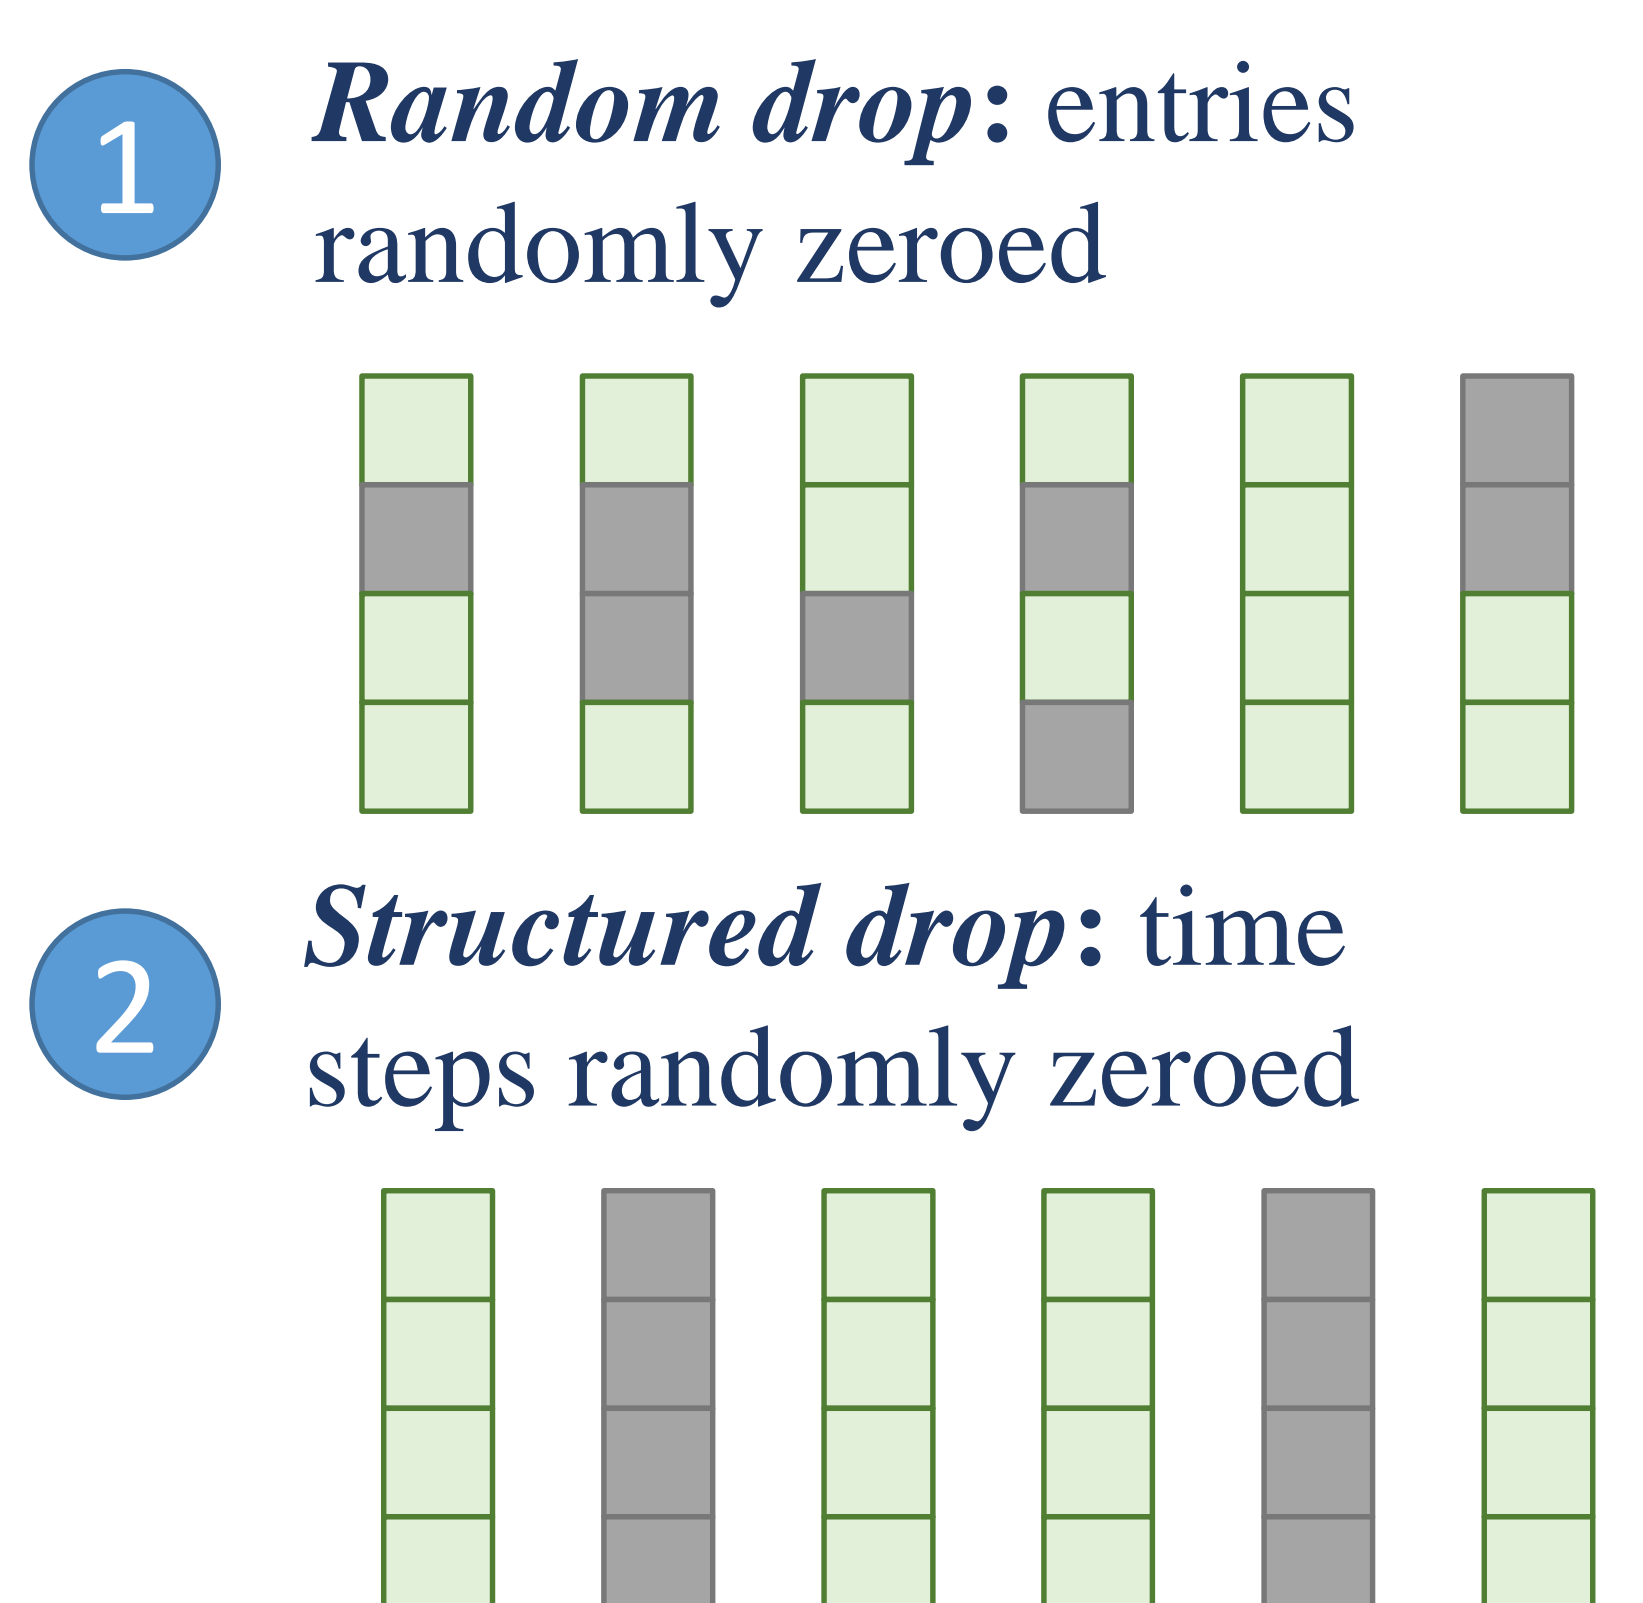 1
Random drop: entries
randomly zeroed
2
Structured drop: time
steps randomly zeroed